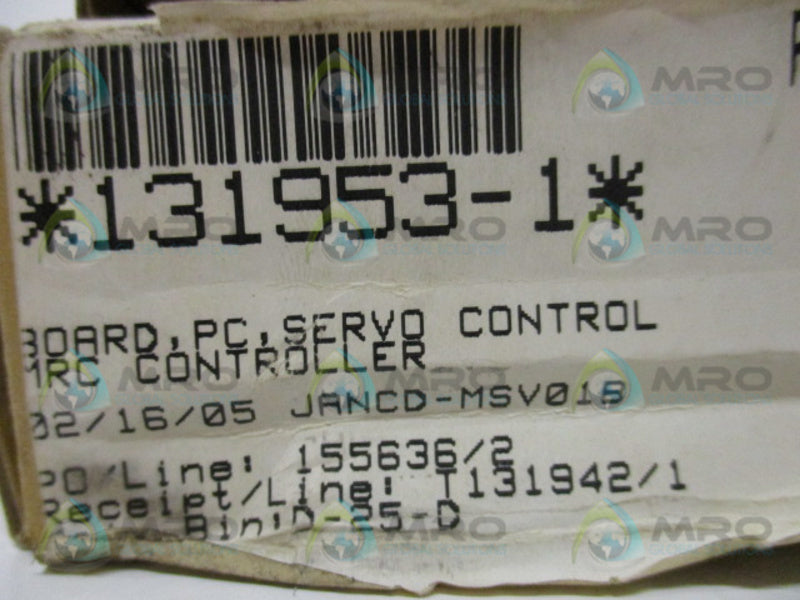 *131953-1*
BOARD,PC,SERVO CONTROL
MRC CONTROLLER
02/16/05 JANCD-MSV01B
PO/Line: 155636/2
Receipt/Line: T131942/1
Bin:D-25-D
MRO